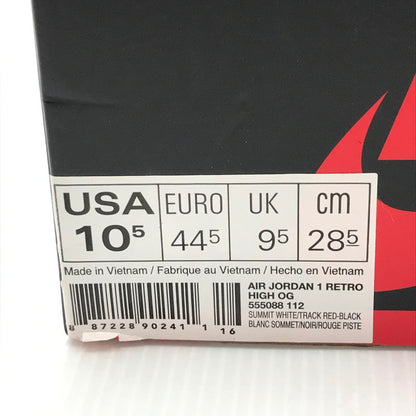 USA EURO UK cm
10⁵ 44⁵ 9⁵ 28⁵
Made in Vietnam / Fabrique au Vietnam / Hecho en Vietnam
AIR JORDAN 1 RETRO
HIGH OG
555088 112
SUMMIT WHITE/TRACK RED-BLACK
BLANC SOMMET/NOIR/ROUGE PISTE
8 87228 90241 1 16